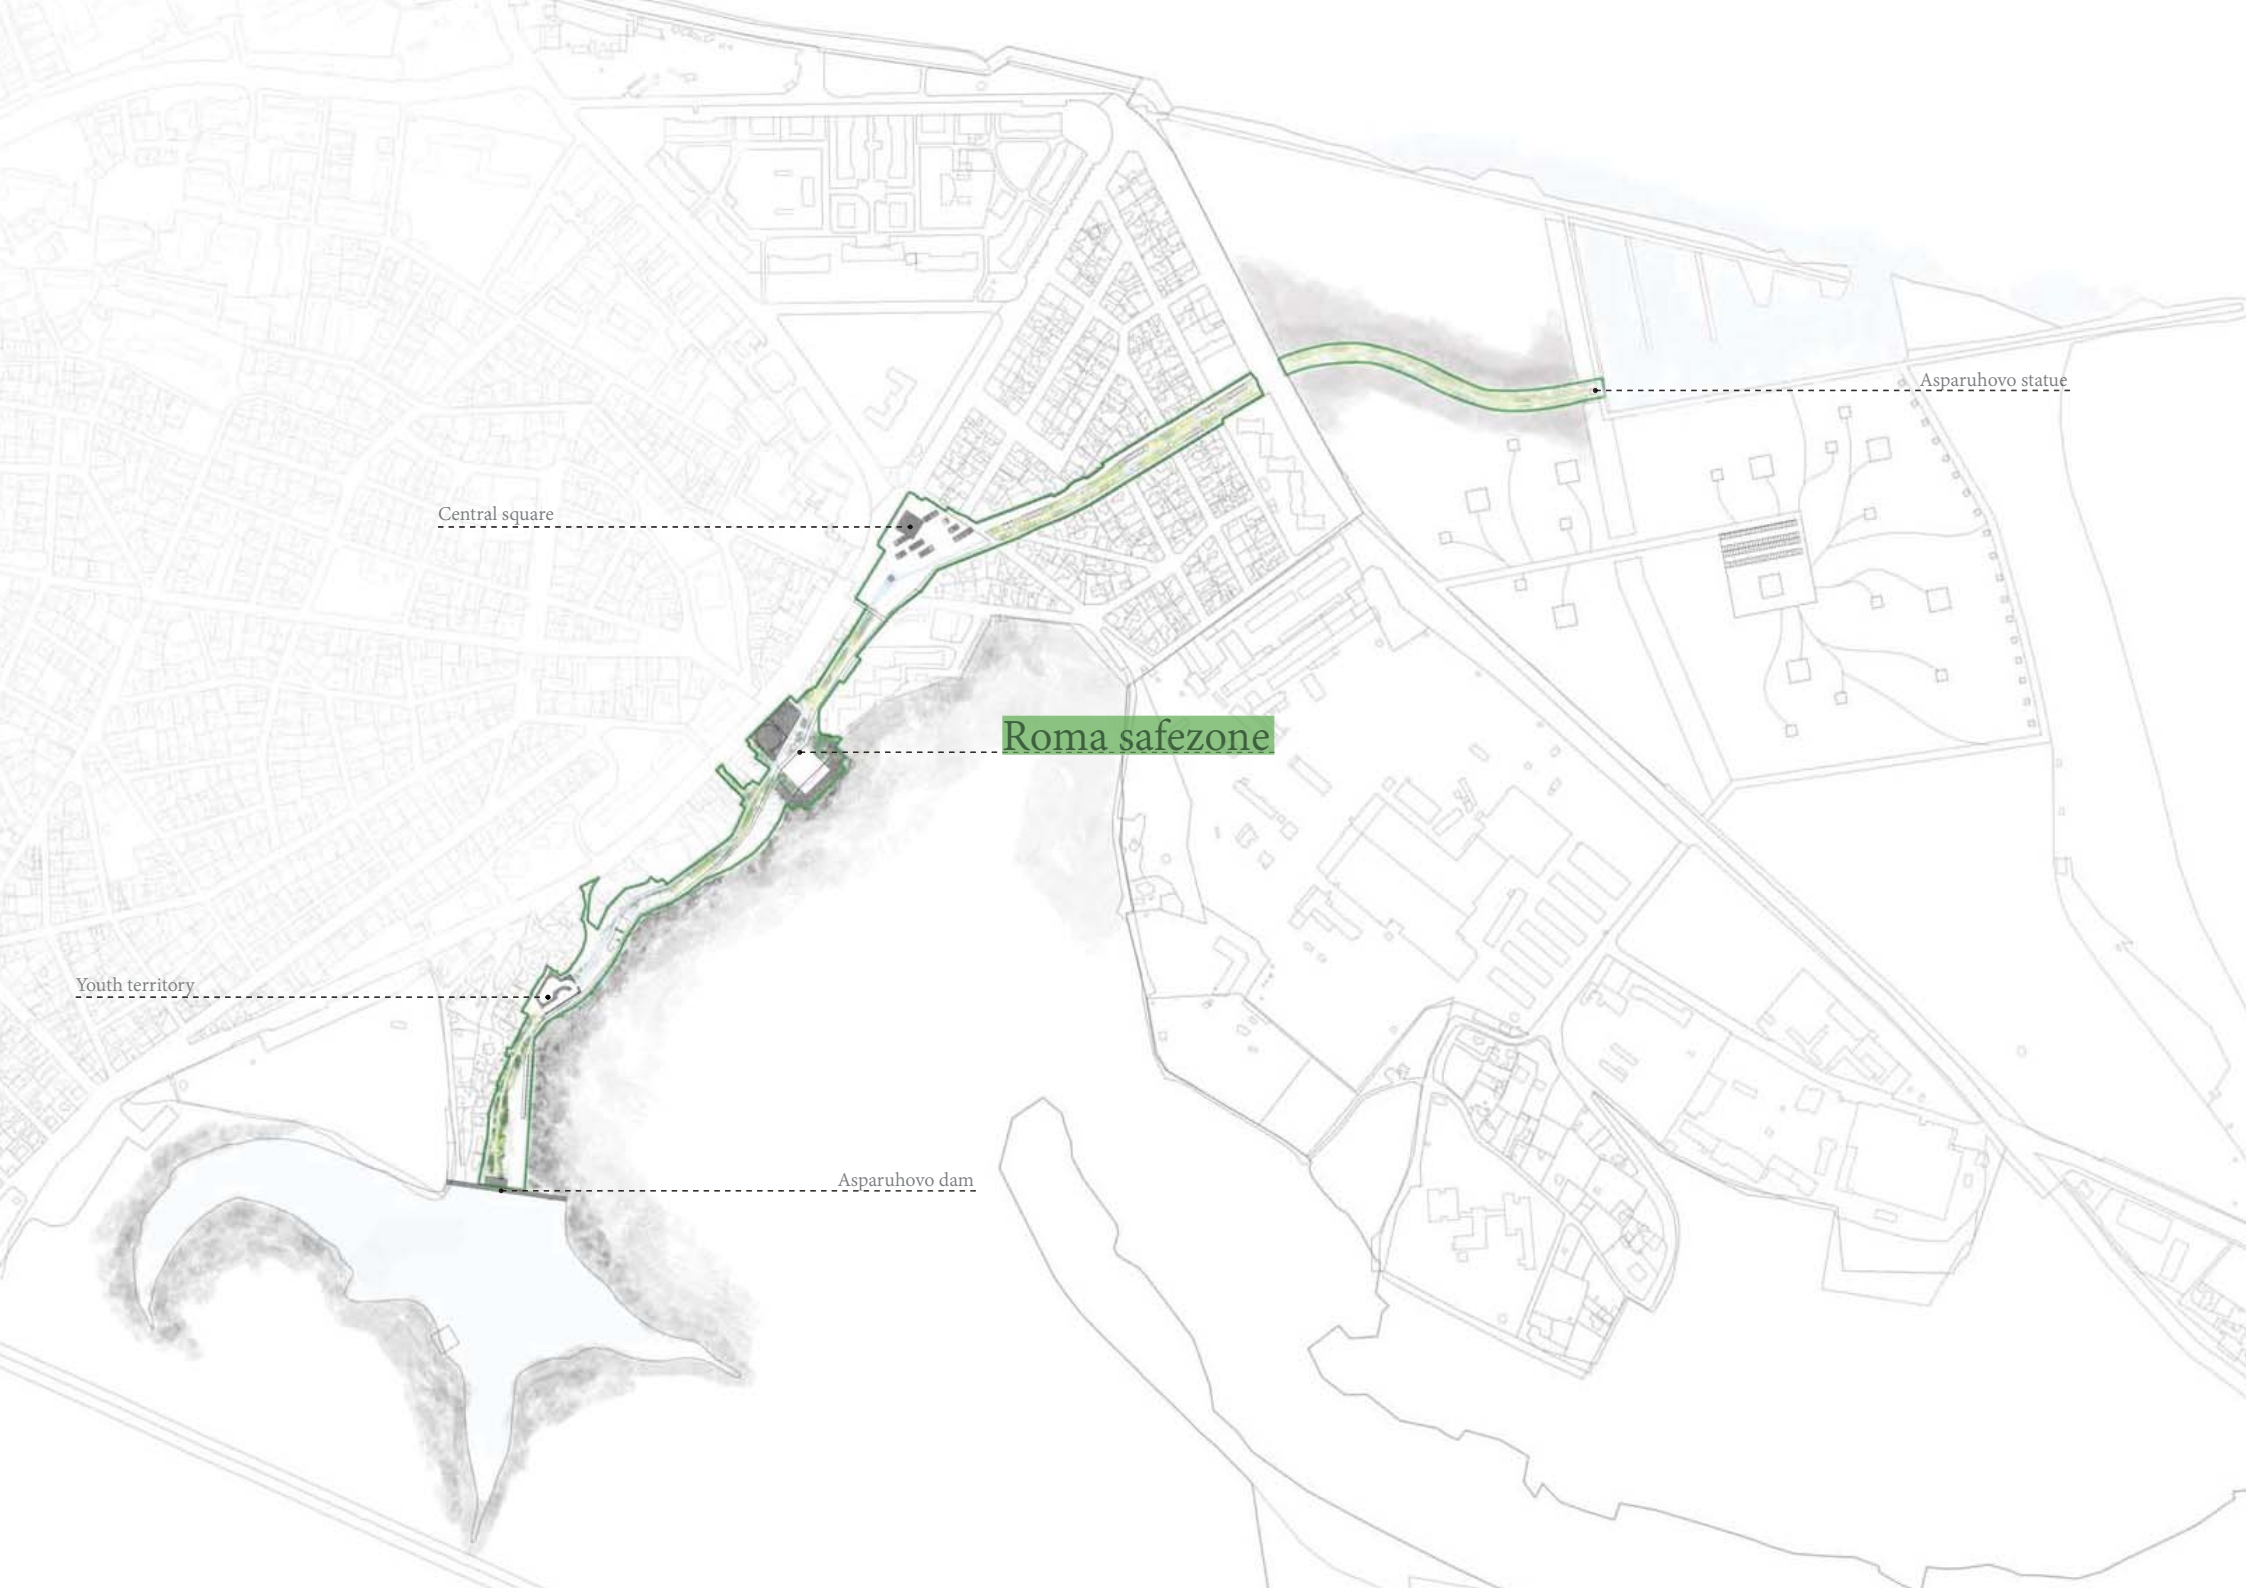 Asparuhovo statue
Central square
Roma safezone
Youth territory
Asparuhovo dam